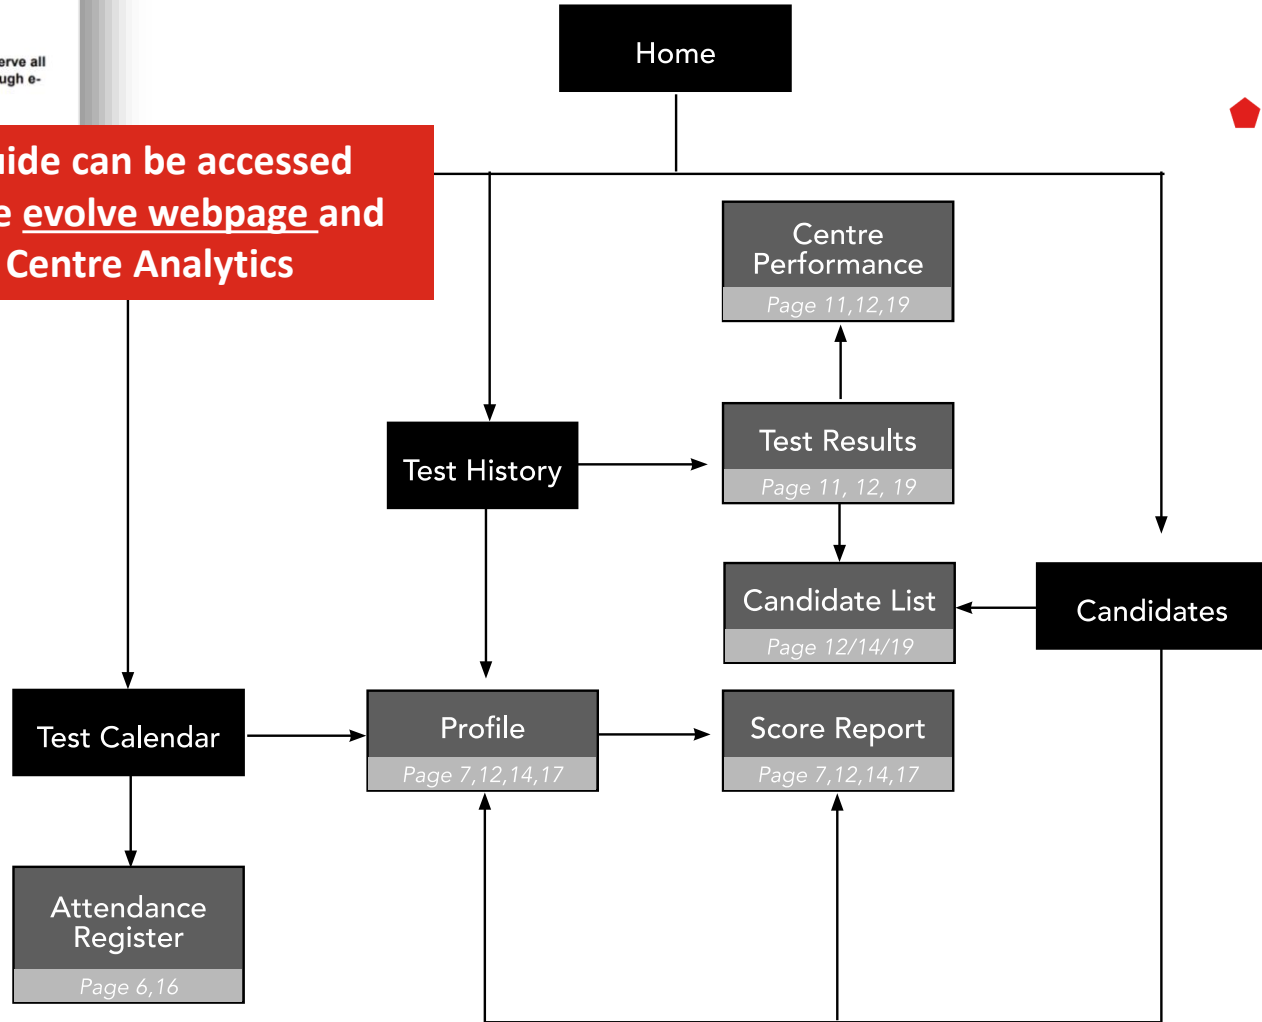 erve all
ugh e-
Home
uide can be accessed
e evolve webpage and
Centre Analytics
Centre
Performance
Page 11,12,19
Test History
Test Results
Page 11, 12, 19
Candidate List
Page 12/14/19
Candidates
Test Calendar
Profile
Page 7,12,14,17
Score Report
Page 7,12,14,17
Attendance
Register
Page 6,16